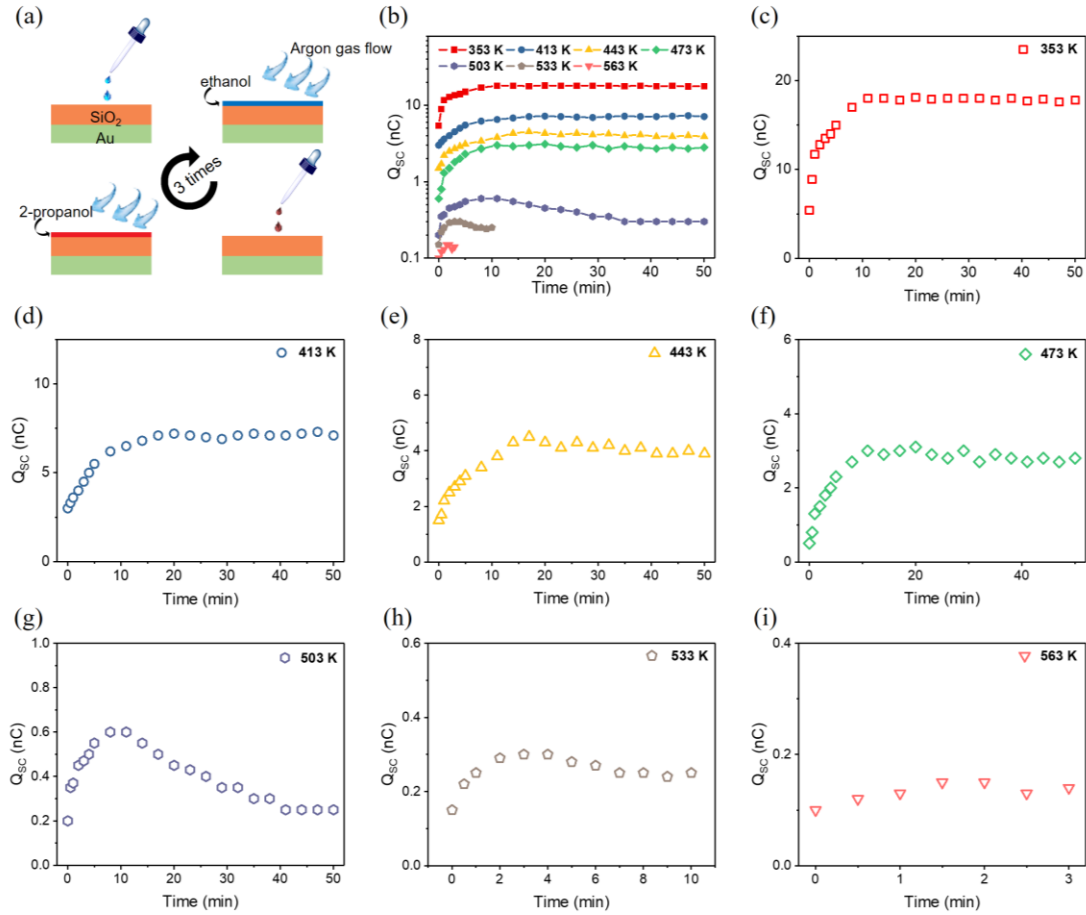 (a)
Argon gas flow
ethanol
SiO2
Au
3 times
2-propanol
(b)
353 K 413 K 443 K 473 K
503 K 533 K 563 K
QSC (nC)
10
1
0.1
0 10 20 30 40 50
Time (min)
(c)
353 K
QSC (nC)
20
10
0
0 10 20 30 40 50
Time (min)
(d)
413 K
QSC (nC)
10
5
0
0 10 20 30 40 50
Time (min)
(e)
443 K
QSC (nC)
8
6
4
2
0
0 10 20 30 40 50
Time (min)
(f)
473 K
QSC (nC)
6
4
2
0
0 20 40
Time (min)
(g)
503 K
QSC (nC)
1.0
0.8
0.6
0.4
0.2
0.0
0 10 20 30 40 50
Time (min)
(h)
533 K
QSC (nC)
0.6
0.4
0.2
0.0
0 2 4 6 8 10
Time (min)
(i)
563 K
QSC (nC)
0.4
0.2
0.0
0 1 2 3
Time (min)